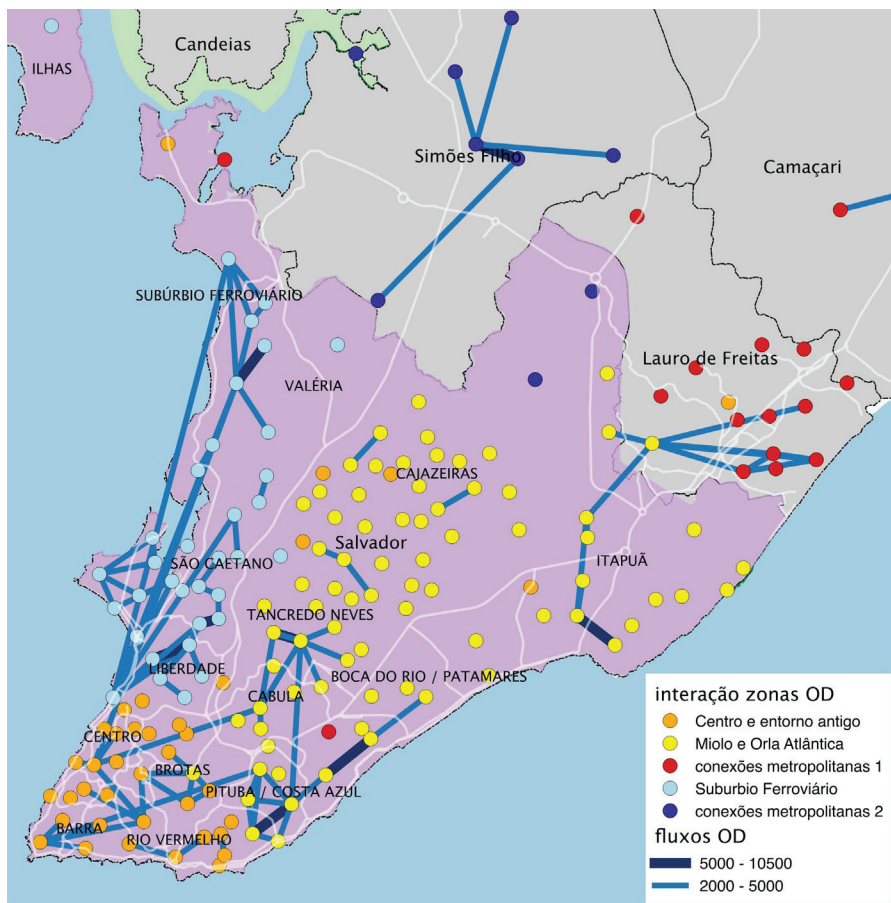 Candeias
ILHAS
Simões Filho
Camaçari
SUBÚRBIO FERROVIÁRIO
VALÉRIA
Lauro de Freitas
CAJAZEIRAS
Salvador
SÃO CAETANO
ITAPUÃ
TANCREDO NEVES
LIBERDADE
BOCA DO RIO / PATAMARES
CABULA
CENTRO
BROTAS
PITUBA / COSTA AZUL
BARRA
RIO VERMELHO
interação zonas OD
Centro e entorno antigo
Miolo e Orla Atlântica
conexões metropolitanas 1
Suburbio Ferroviário
conexões metropolitanas 2
fluxos OD
5000 - 10500
2000 - 5000